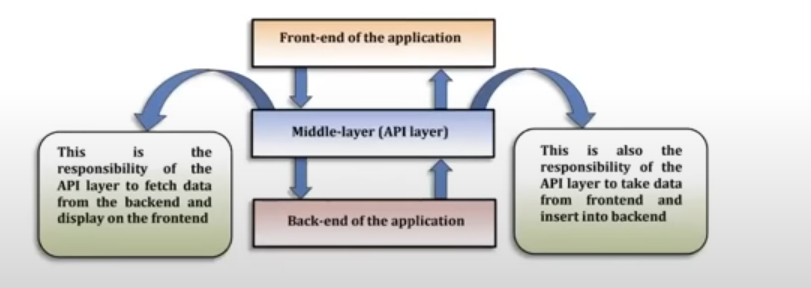 Front-end of the application
Middle-layer (API layer)
This is the
responsibility of the
API layer to fetch data
from the backend and
display on the frontend
This is also the
responsibility of the
API layer to take data
from frontend and
insert into backend
Back-end of the application